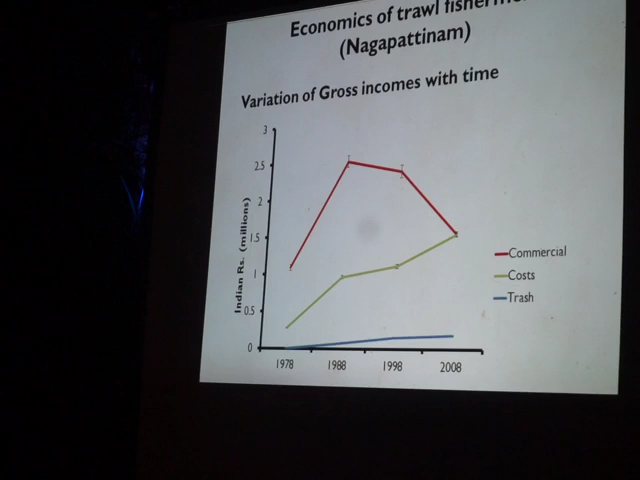 Economics of trawl
(Nagapattinam)
Variation of Gross incomes with time
Indian Rs. (millions)
3
2.5
2
1.5
1
0.5
0
1978 1988 1998 2008
Commercial
Costs
Trash